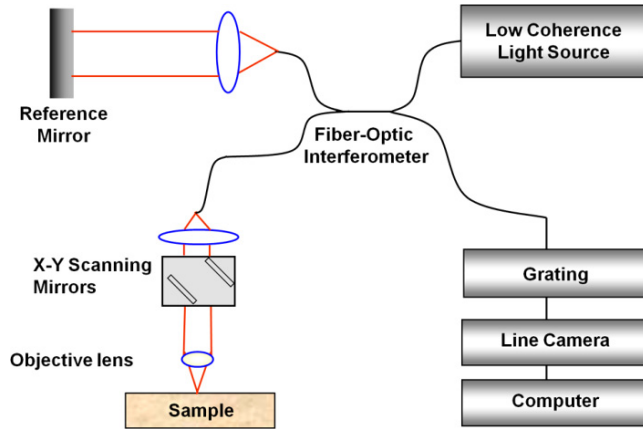 Low Coherence
Light Source
Reference
Mirror
Fiber-Optic
Interferometer
X-Y Scanning
Mirrors
Grating
Line Camera
Objective lens
Computer
Sample